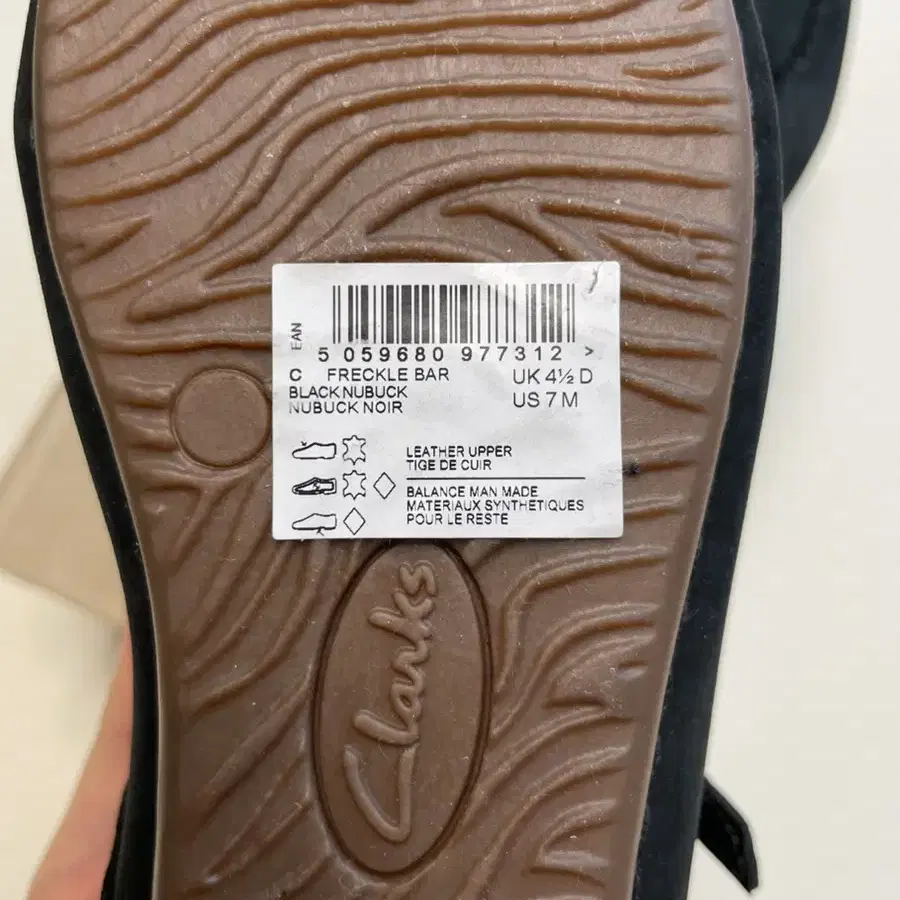 EAN
5 059680 977312 >
C FRECKLE BAR UK 4½ D
BLACK NUBUCK US 7 M
NUBUCK NOIR
LEATHER UPPER
TIGE DE CUIR
BALANCE MAN MADE
MATERIAUX SYNTHETIQUES
POUR LE RESTE
Clarks